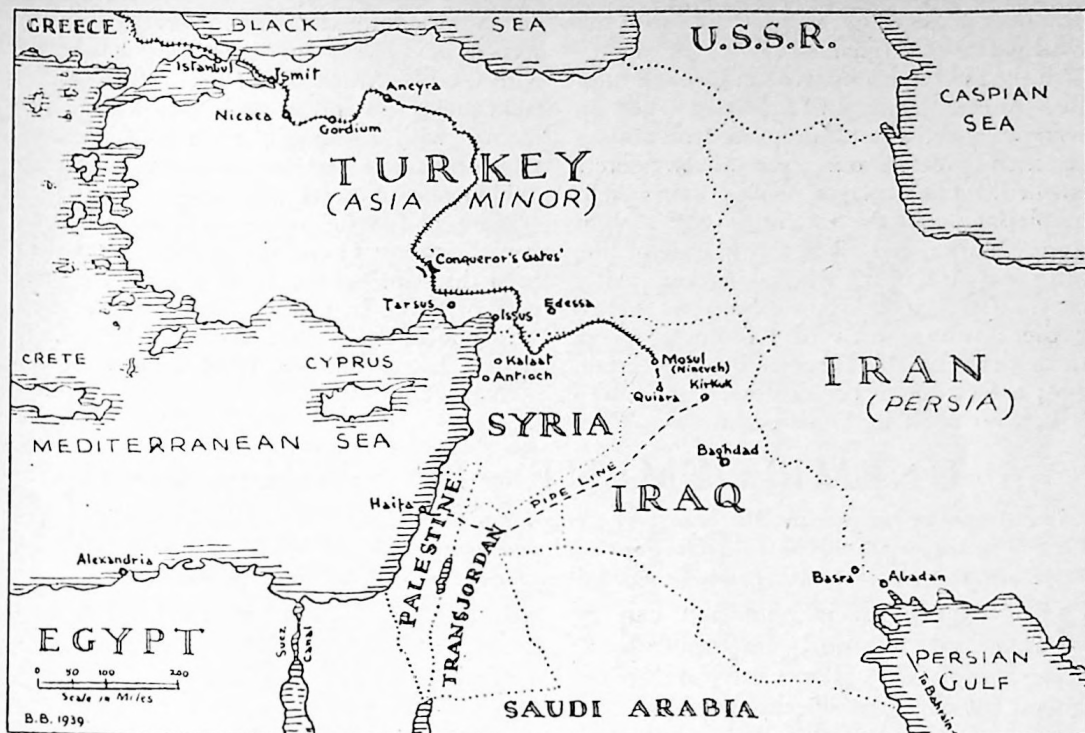 GREECE
BLACK SEA
U.S.S.R.
Istanbul
Ismit
CASPIAN
SEA
Nicaea
Gordium
Ancyra
TURKEY
(ASIA MINOR)
'Conqueror's Gates'
Tarsus
Issus
Edessa
CRETE
CYPRUS
Kalaat
Antioch
Mosul
(Nineveh)
Kirkuk
Quiara
IRAN
(PERSIA)
MEDITERRANEAN SEA
SYRIA
Baghdad
PIPE LINE
IRAQ
Haifa
PALESTINE
TRANSJORDAN
Alexandria
Basra
Abadan
EGYPT
Suez
Canal
PERSIAN
GULF
To Bahrain
0 50 100 200
Scale in Miles
SAUDI ARABIA
B.B. 1939